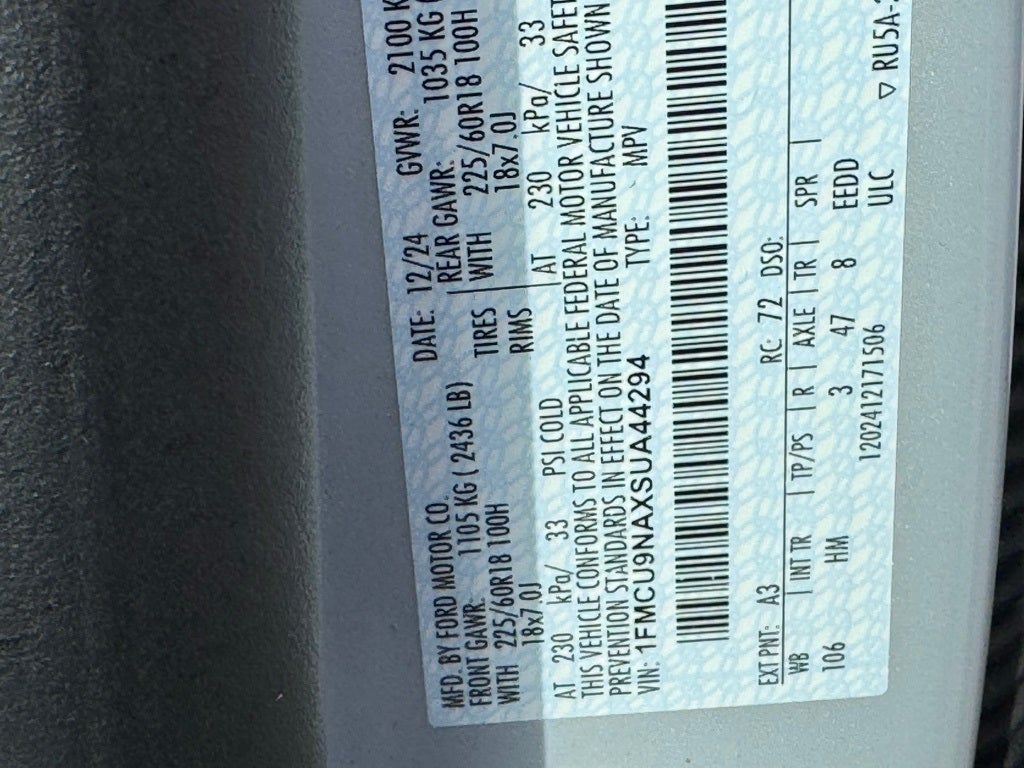 MFD. BY FORD MOTOR CO.
DATE: 12/24 GVWR: 2100 K
FRONT GAWR: 1105 KG ( 2436 LB) REAR GAWR: 1035 KG (
WITH 225/60R18 100H TIRES WITH 225/60R18 100H
18x7.0J RIMS 18x7.0J
AT 230 kPa/ 33 PSI COLD AT 230 kPa/ 33
THIS VEHICLE CONFORMS TO ALL APPLICABLE FEDERAL MOTOR VEHICLE SAFET
PREVENTION STANDARDS IN EFFECT ON THE DATE OF MANUFACTURE SHOWN
VIN: 1FMCU9NAXSUA44294 TYPE: MPV
EXT PNT: A3 RC: 72 DSO:
WB | INT TR | TP/PS | R | AXLE | TR | SPR |
106 HM 3 47 8 EEDD
1202412171506 ULC ▽ RU5A-